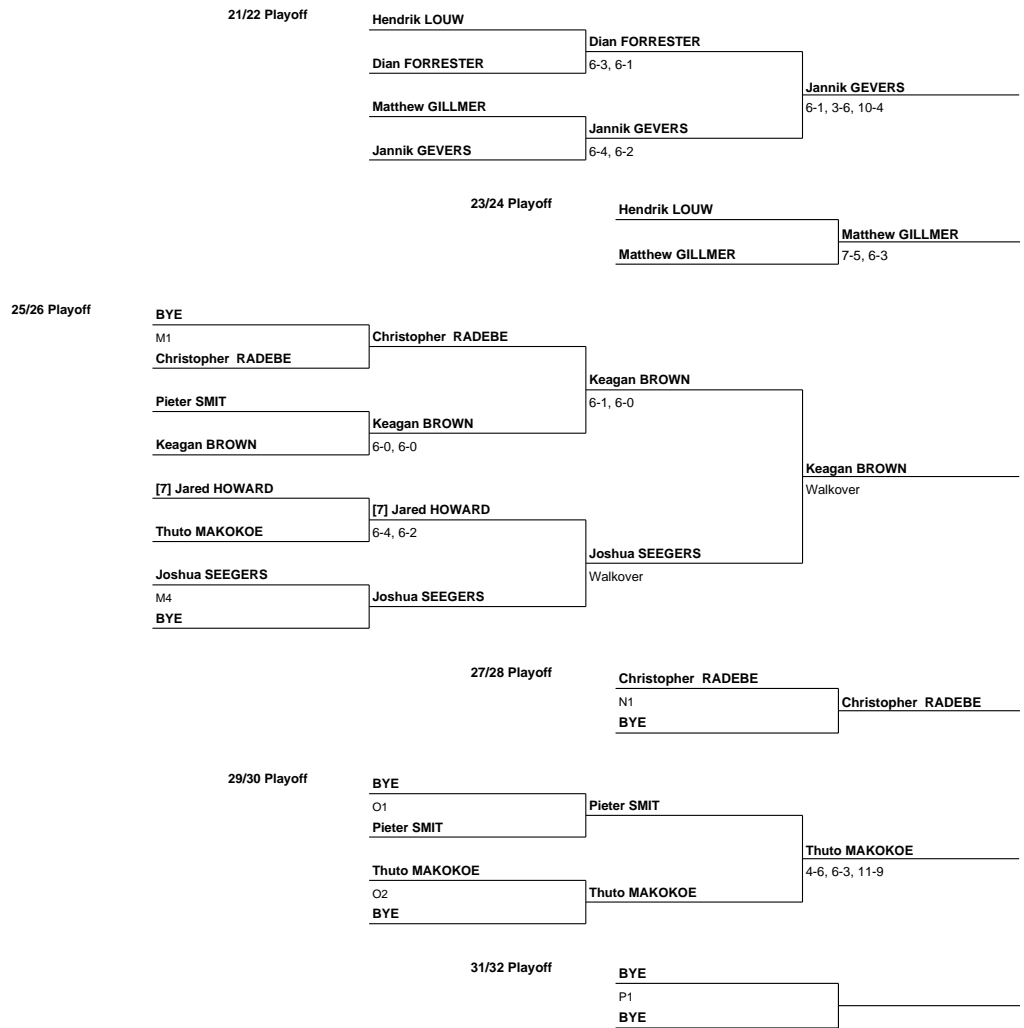 21/22 Playoff
Hendrik LOUW
Dian FORRESTER
Dian FORRESTER
6-3, 6-1
Jannik GEVERS
6-1, 3-6, 10-4
Matthew GILLMER
Jannik GEVERS
Jannik GEVERS
6-4, 6-2
23/24 Playoff
Hendrik LOUW
Matthew GILLMER
Matthew GILLMER
7-5, 6-3
25/26 Playoff
BYE
M1
Christopher RADEBE
Christopher RADEBE
Keagan BROWN
6-1, 6-0
Pieter SMIT
Keagan BROWN
Keagan BROWN
6-0, 6-0
Keagan BROWN
Walkover
[7] Jared HOWARD
[7] Jared HOWARD
Thuto MAKOKOE
6-4, 6-2
Joshua SEEGERS
Walkover
Joshua SEEGERS
M4
Joshua SEEGERS
BYE
27/28 Playoff
Christopher RADEBE
N1
Christopher RADEBE
BYE
29/30 Playoff
BYE
O1
Pieter SMIT
Pieter SMIT
Thuto MAKOKOE
4-6, 6-3, 11-9
Thuto MAKOKOE
O2
Thuto MAKOKOE
BYE
31/32 Playoff
BYE
P1
BYE